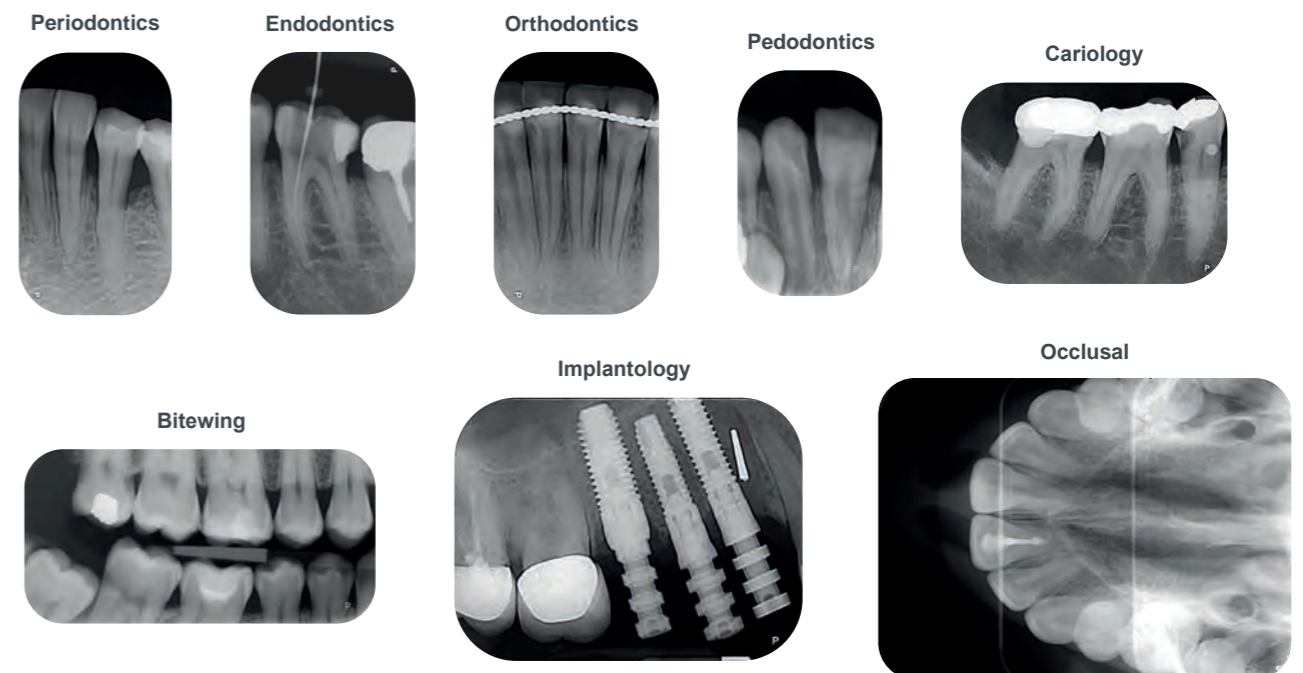 Periodontics
Endodontics
Orthodontics
Pedodontics
Cariology
Bitewing
Implantology
Occlusal
P
P
P
P
P
P